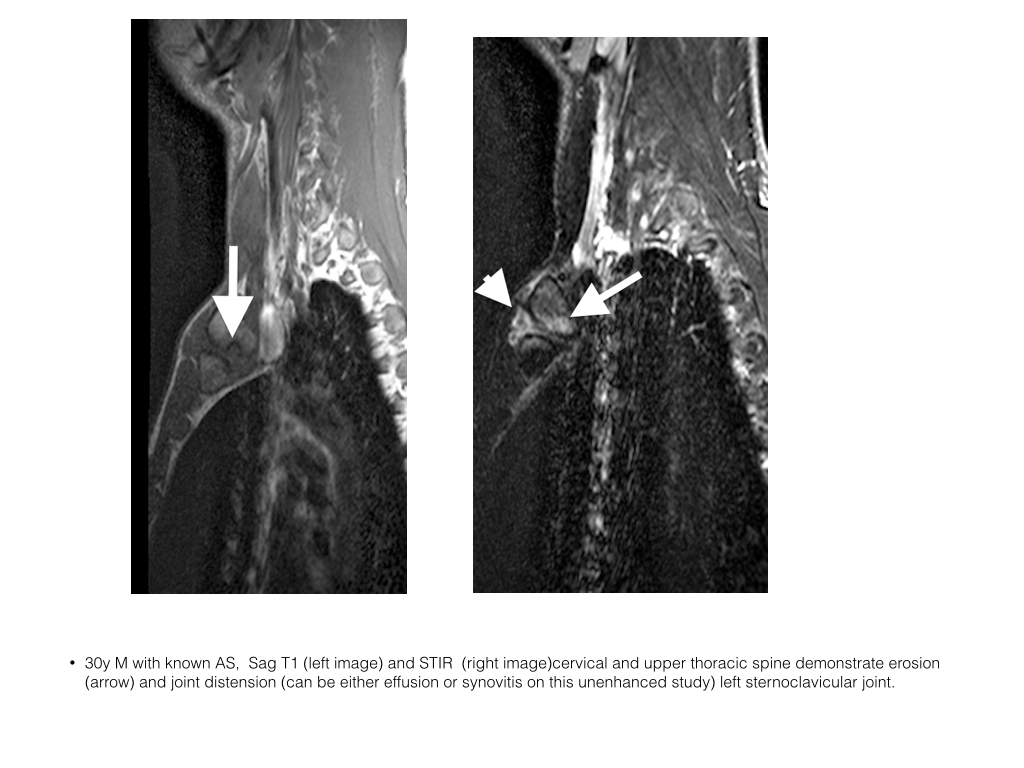 • 30y M with known AS,  Sag T1 (left image) and STIR  (right image)cervical and upper thoracic spine demonstrate erosion
(arrow) and joint distension (can be either effusion or synovitis on this unenhanced study) left sternoclavicular joint.